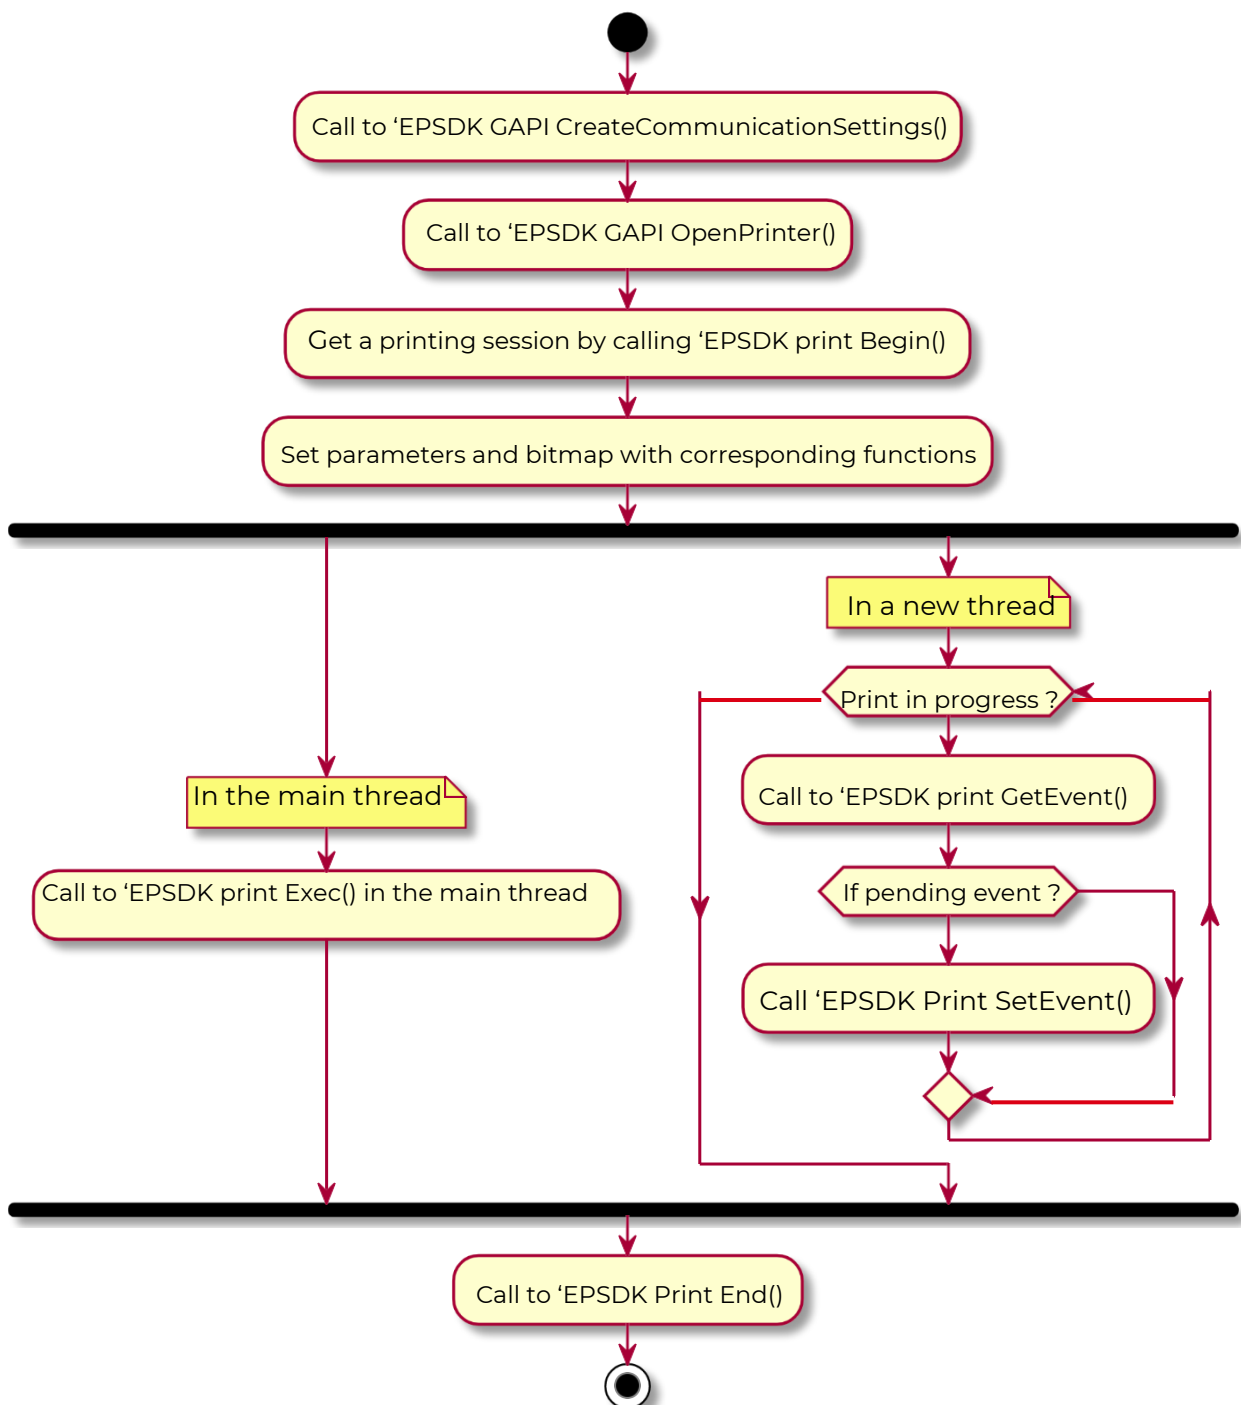 Call to ‘EPSDK GAPI CreateCommunicationSettings()
Call to ‘EPSDK GAPI OpenPrinter()
Get a printing session by calling ‘EPSDK print Begin()
Set parameters and bitmap with corresponding functions
In the main thread
Call to ‘EPSDK print Exec() in the main thread
In a new thread
Print in progress ?
Call to ‘EPSDK print GetEvent()
If pending event ?
Call ‘EPSDK Print SetEvent()
Call to ‘EPSDK Print End()